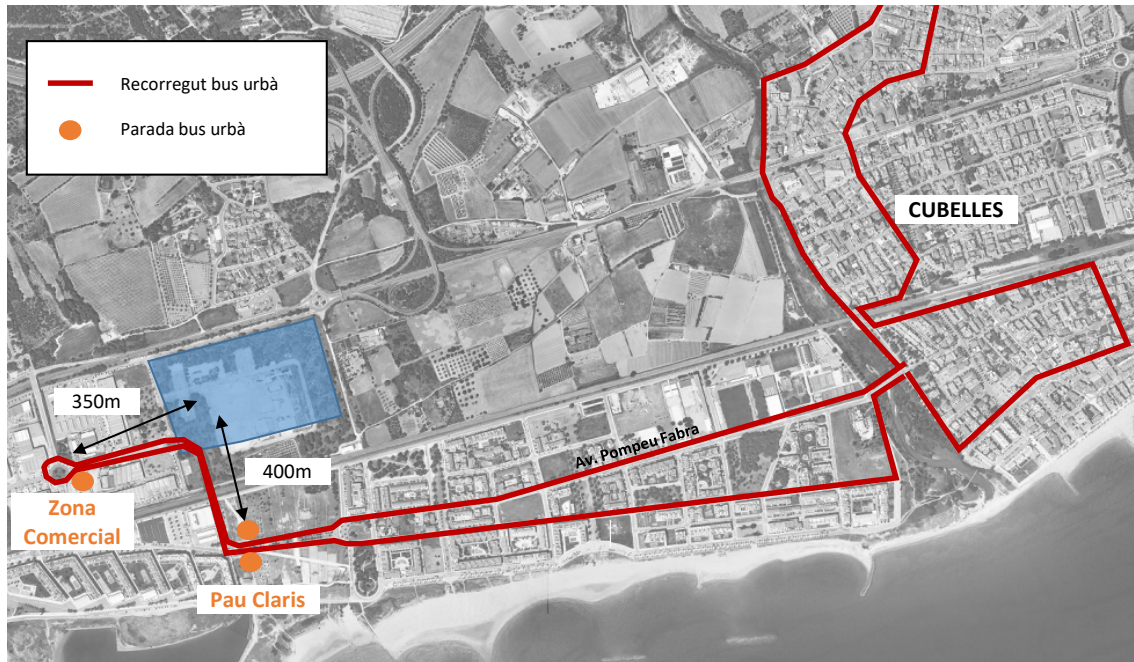 Recorregut bus urbà
Parada bus urbà
CUBELLES
350m
400m
Av. Pompeu Fabra
Zona
Comercial
Pau Claris